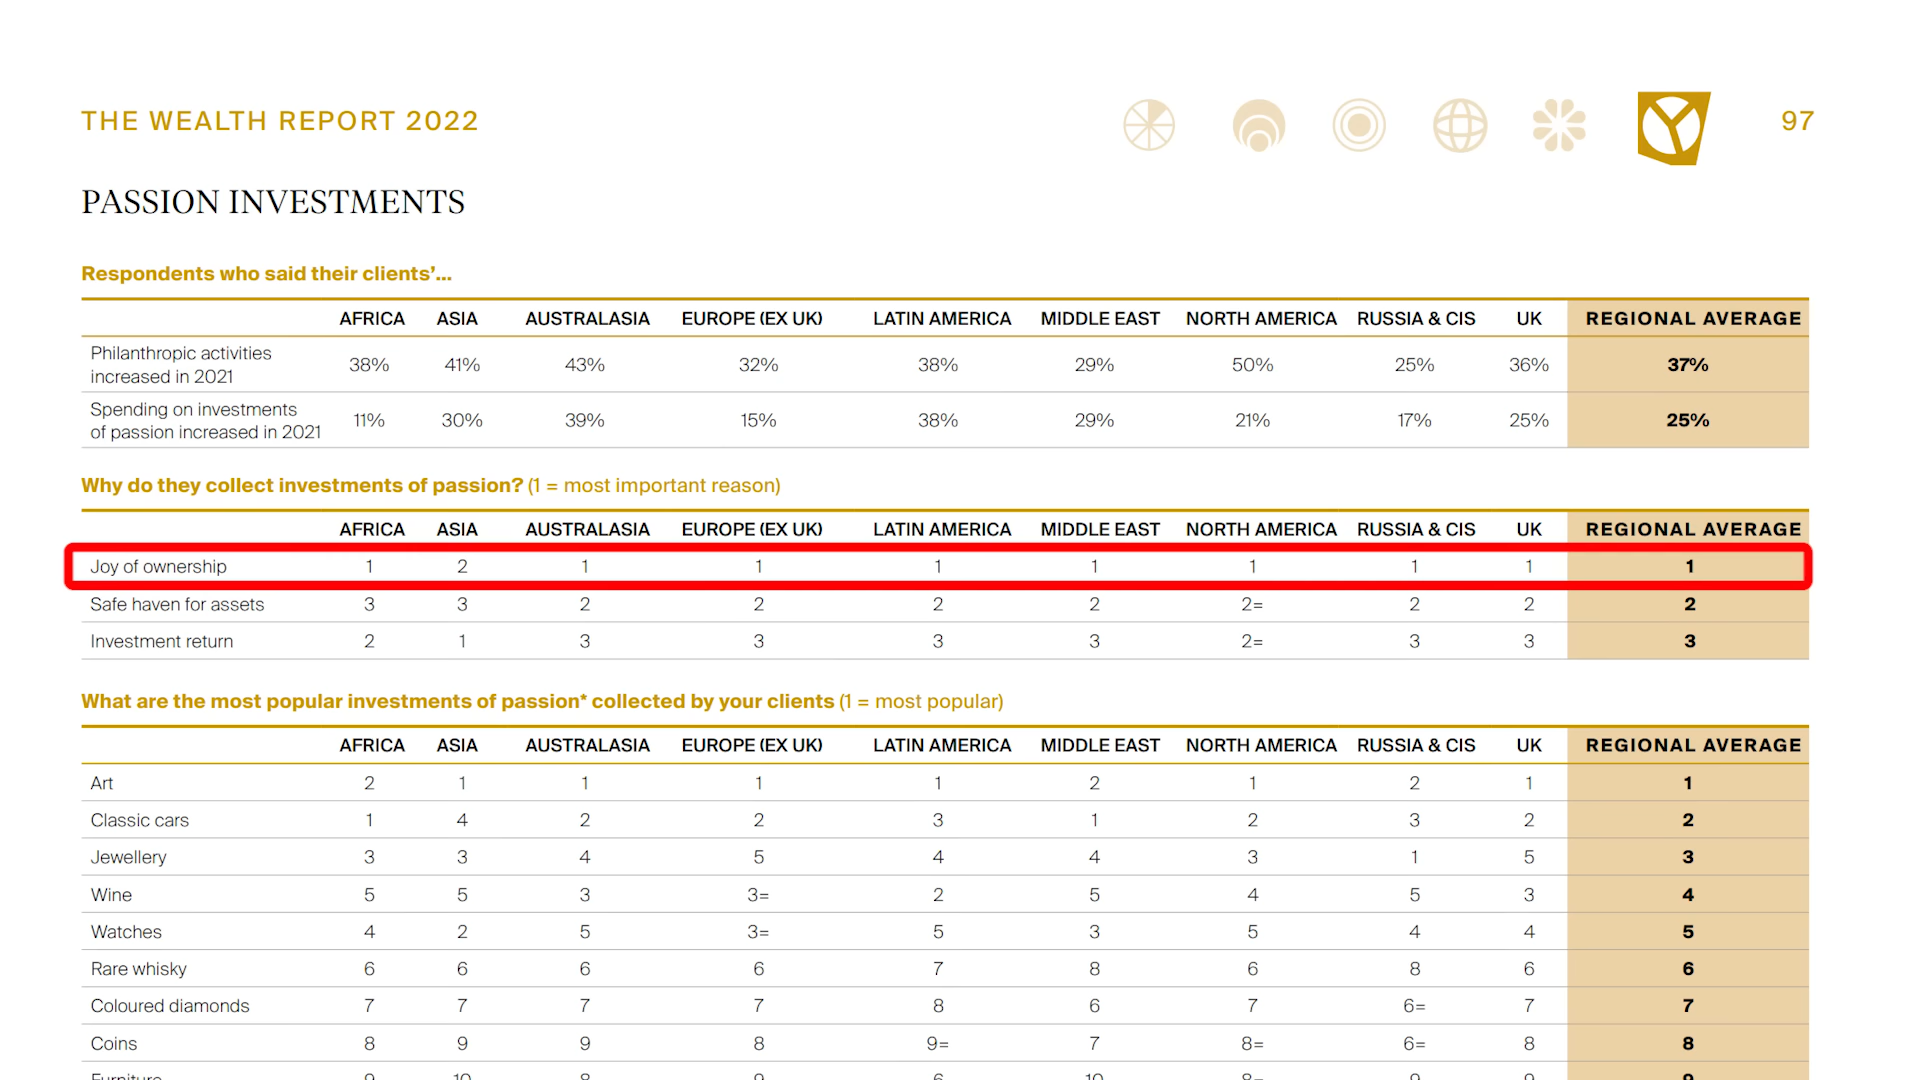 THE WEALTH REPORT 2022
97
PASSION INVESTMENTS
Respondents who said their clients’...
AFRICA ASIA AUSTRALASIA EUROPE (EX UK) LATIN AMERICA MIDDLE EAST NORTH AMERICA RUSSIA & CIS UK REGIONAL AVERAGE
Philanthropic activities
increased in 2021 38% 41% 43% 32% 38% 29% 50% 25% 36% 37%
Spending on investments
of passion increased in 2021 11% 30% 39% 15% 38% 29% 21% 17% 25% 25%
Why do they collect investments of passion? (1 = most important reason)
AFRICA ASIA AUSTRALASIA EUROPE (EX UK) LATIN AMERICA MIDDLE EAST NORTH AMERICA RUSSIA & CIS UK REGIONAL AVERAGE
Joy of ownership 1 2 1 1 1 1 1 1 1 1
Safe haven for assets 3 3 2 2 2 2 2= 2 2 2
Investment return 2 1 3 3 3 3 2= 3 3 3
What are the most popular investments of passion* collected by your clients (1 = most popular)
AFRICA ASIA AUSTRALASIA EUROPE (EX UK) LATIN AMERICA MIDDLE EAST NORTH AMERICA RUSSIA & CIS UK REGIONAL AVERAGE
Art 2 1 1 1 1 2 1 2 1 1
Classic cars 1 4 2 2 3 1 2 3 2 2
Jewellery 3 3 4 5 4 4 3 1 5 3
Wine 5 5 3 3= 2 5 4 5 3 4
Watches 4 2 5 3= 5 3 5 4 4 5
Rare whisky 6 6 6 6 7 8 6 8 6 6
Coloured diamonds 7 7 7 7 8 6 7 6= 7 7
Coins 8 9 9 8 9= 7 8= 6= 8 8